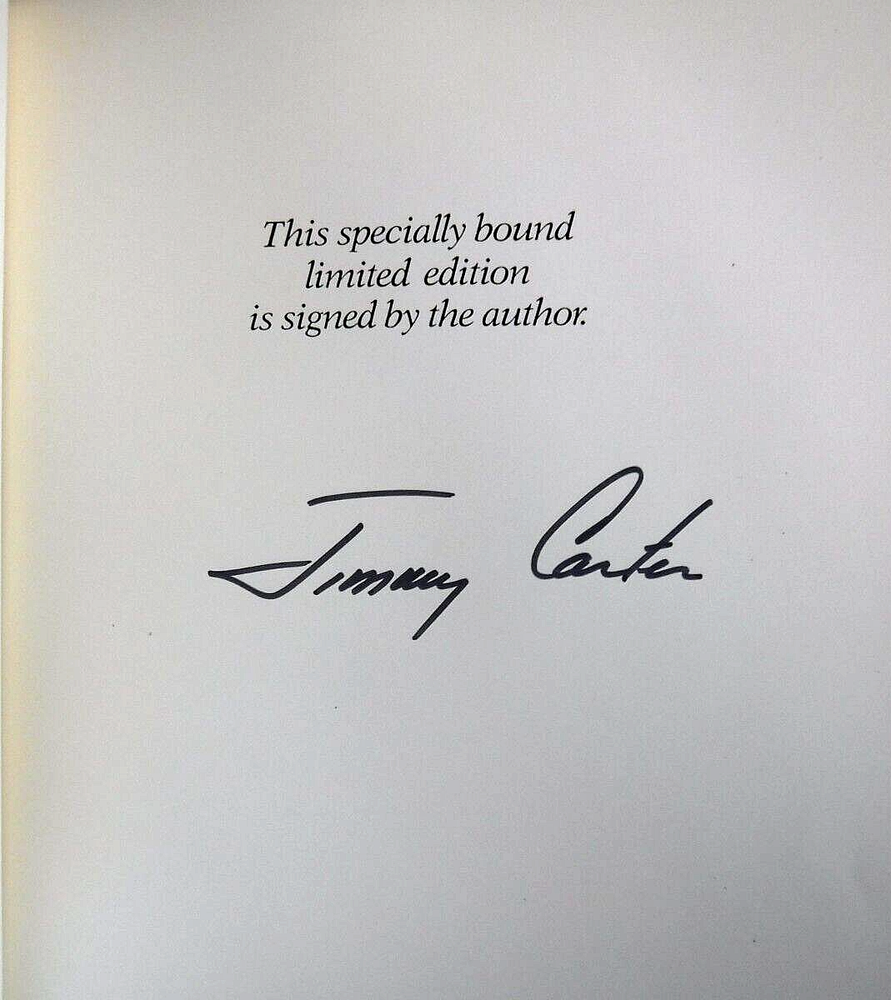 This specially bound
limited edition
is signed by the author.
Jimmy Carter